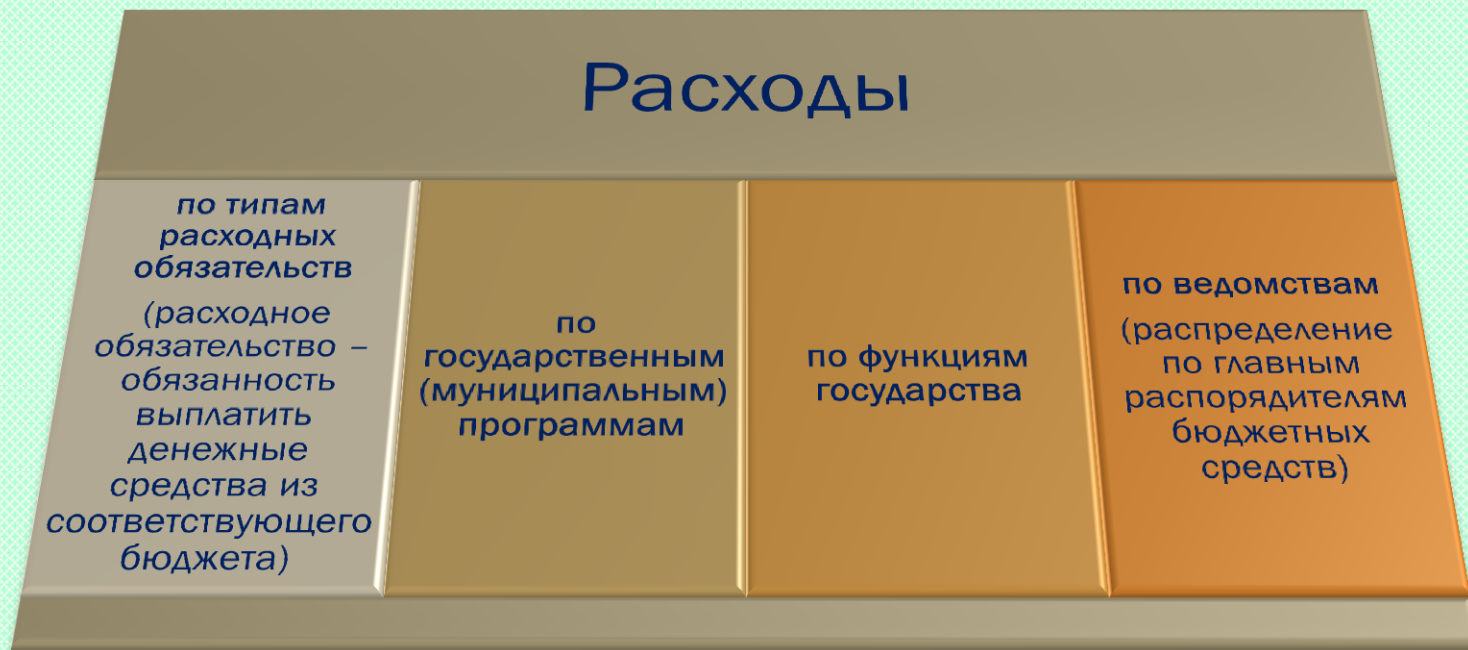 Расходы
по типам
расходных
обязательств
(расходное
обязательство –
обязанность
выплатить
денежные
средства из
соответствующего
бюджета)
по
государственным
(муниципальным)
программам
по функциям
государства
по ведомствам
(распределение
по главным
распорядителям
бюджетных
средств)